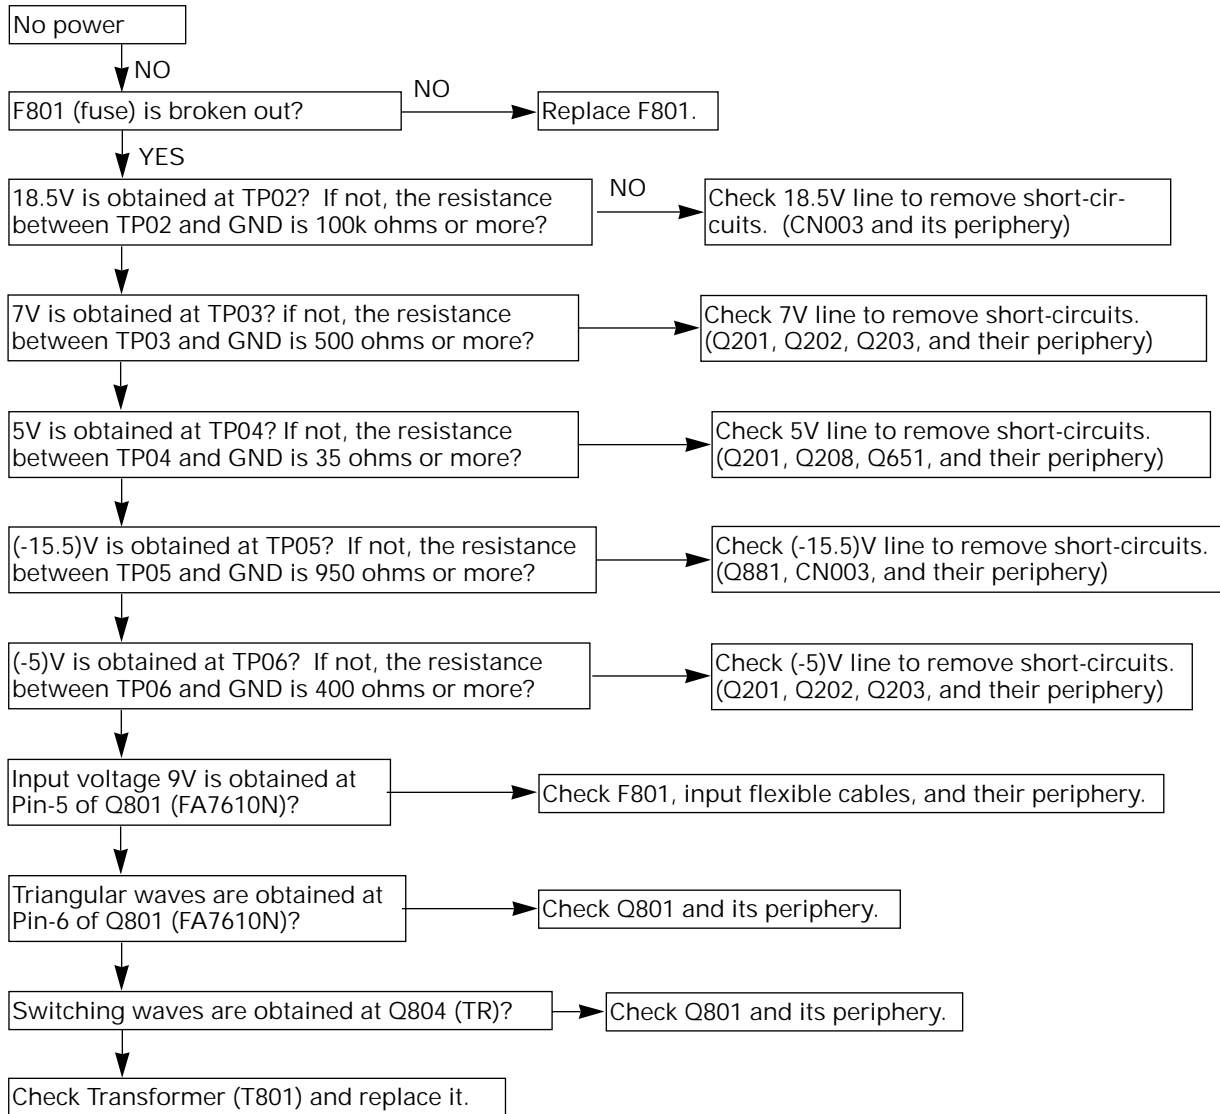 No power
NO
F801 (fuse) is broken out?
NO
Replace F801.
YES
18.5V is obtained at TP02?  If not, the resistance
between TP02 and GND is 100k ohms or more?
NO
Check 18.5V line to remove short-cir-
cuits.  (CN003 and its periphery)
7V is obtained at TP03? if not, the resistance
between TP03 and GND is 500 ohms or more?
Check 7V line to remove short-circuits.
(Q201, Q202, Q203, and their periphery)
5V is obtained at TP04? If not, the resistance
between TP04 and GND is 35 ohms or more?
Check 5V line to remove short-circuits.
(Q201, Q208, Q651, and their periphery)
(-15.5)V is obtained at TP05?  If not, the resistance
between TP05 and GND is 950 ohms or more?
Check (-15.5)V line to remove short-circuits.
(Q881, CN003, and their periphery)
(-5)V is obtained at TP06?  If not, the resistance
between TP06 and GND is 400 ohms or more?
Check (-5)V line to remove short-circuits.
(Q201, Q202, Q203, and their periphery)
Input voltage 9V is obtained at
Pin-5 of Q801 (FA7610N)?
Check F801, input flexible cables, and their periphery.
Triangular waves are obtained at
Pin-6 of Q801 (FA7610N)?
Check Q801 and its periphery.
Switching waves are obtained at Q804 (TR)?
Check Q801 and its periphery.
Check Transformer (T801) and replace it.